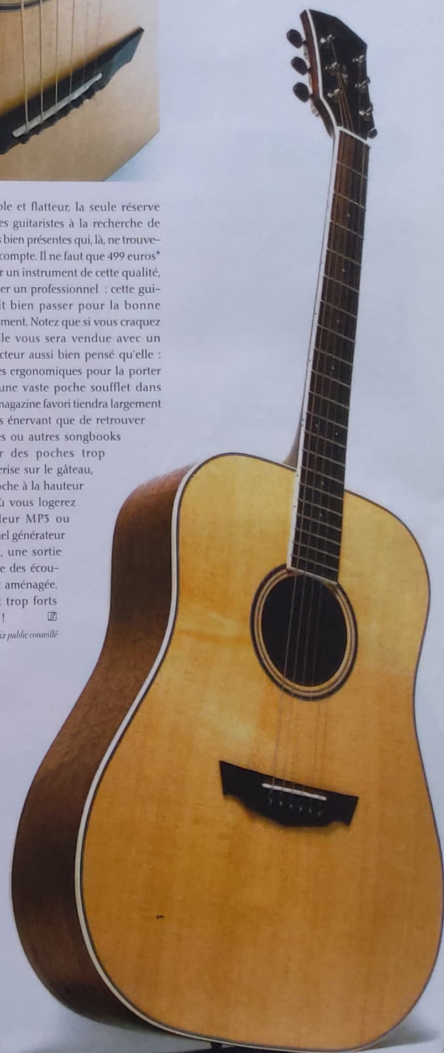 ple et flatteur, la seule réserve
es guitaristes à la recherche de
s bien présentes qui, là, ne trouve-
compte. Il ne faut que 499 euros*
r un instrument de cette qualité,
er un professionnel : cette gui-
it bien passer pour la bonne
ment. Notez que si vous craquez
le vous sera vendue avec un
cteur aussi bien pensé qu'elle :
es ergonomiques pour la porter
une vaste poche soufflet dans
magazine favori tiendra largement
s énervant que de retrouver
es ou autres songbooks
r des poches trop
erise sur le gâteau,
oche à la hauteur
ù vous logerez
leur MP3 ou
el générateur
, une sortie
e des écou-
t aménagée.
t trop forts
!
ix public conseillé